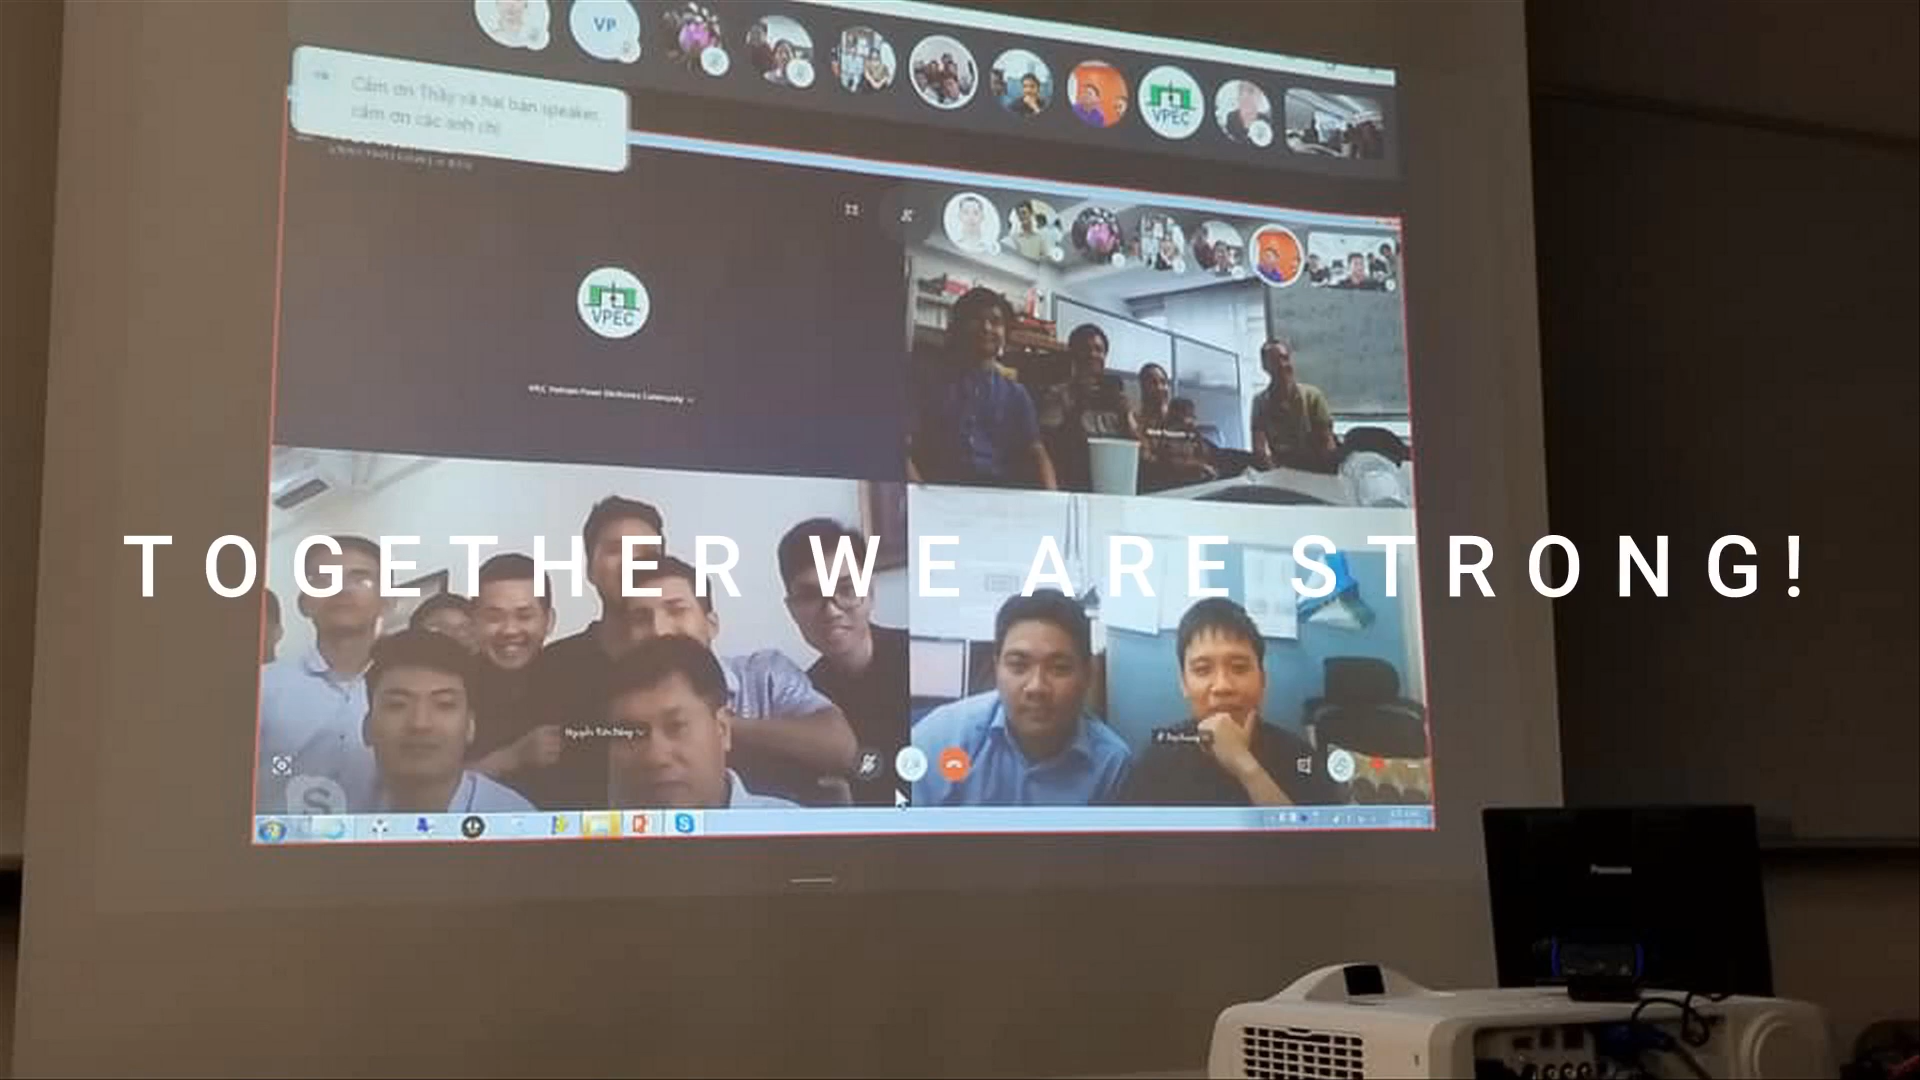 VP
VPEC
Cảm ơn Thầy và hai bạn speaker,
cảm ơn các anh chị
VPEC
VPEC Vietnam Power Electronics Community
TOGETHER WE ARE STRONG!
S
Panasonic